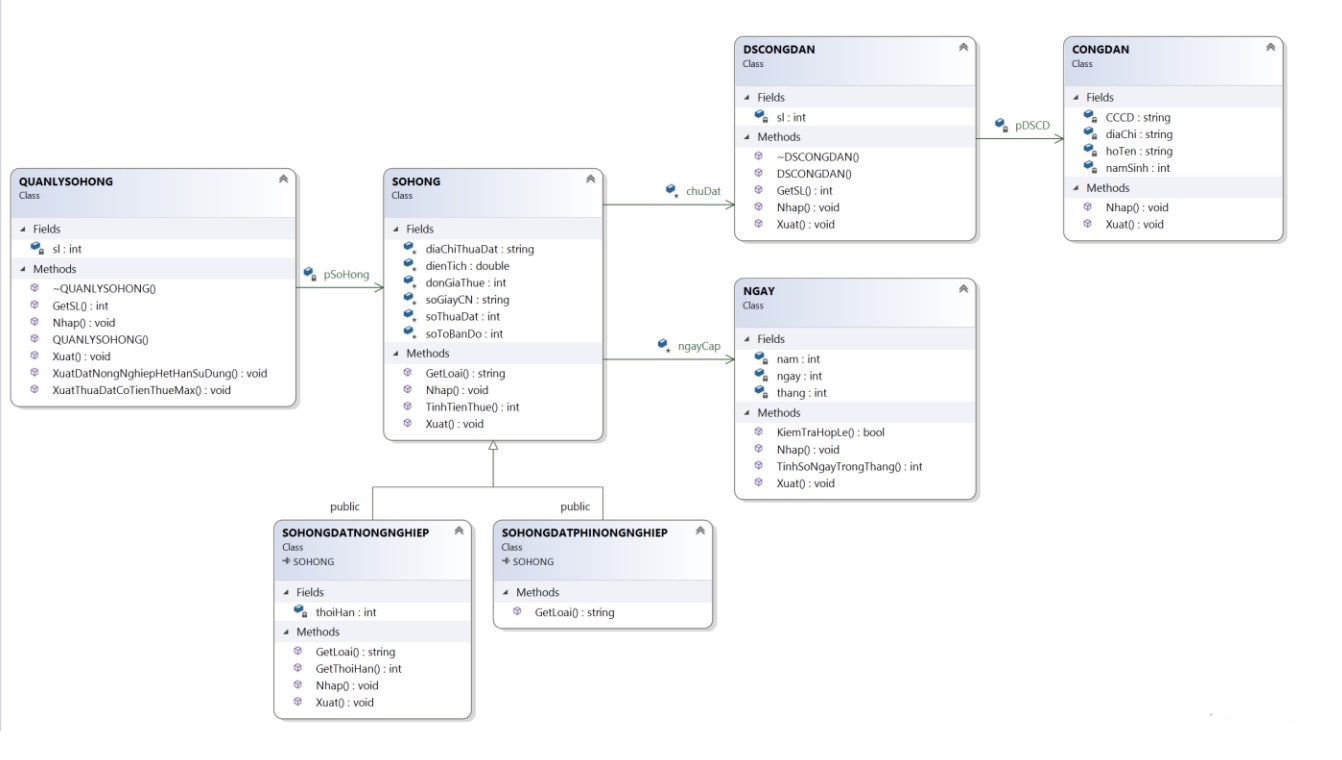 DSCONGDAN
Class
Fields
sl : int
Methods
~DSCONGDAN()
DSCONGDAN()
GetSL() : int
Nhap() : void
Xuat() : void
pDSCD
CONGDAN
Class
Fields
CCCD : string
diaChi : string
hoTen : string
namSinh : int
Methods
Nhap() : void
Xuat() : void
QUANLYSOHONG
Class
Fields
sl : int
Methods
~QUANLYSOHONG()
GetSL() : int
Nhap() : void
QUANLYSOHONG()
Xuat() : void
XuatDatNongNghiepHetHanSuDung() : void
XuatThuaDatCoTienThueMax() : void
pSoHong
SOHONG
Class
Fields
diaChiThuaDat : string
dienTich : double
donGiaThue : int
soGiayCN : string
soThuaDat : int
soToBanDo : int
Methods
GetLoai() : string
Nhap() : void
TinhTienThue() : int
Xuat() : void
chuDat
ngayCap
NGAY
Class
Fields
nam : int
ngay : int
thang : int
Methods
KiemTraHopLe() : bool
Nhap() : void
TinhSoNgayTrongThang() : int
Xuat() : void
public
public
SOHONGDATNONGNGHIEP
Class
SOHONG
Fields
thoiHan : int
Methods
GetLoai() : string
GetThoiHan() : int
Nhap() : void
Xuat() : void
SOHONGDATPHINONGNGHIEP
Class
SOHONG
Methods
GetLoai() : string